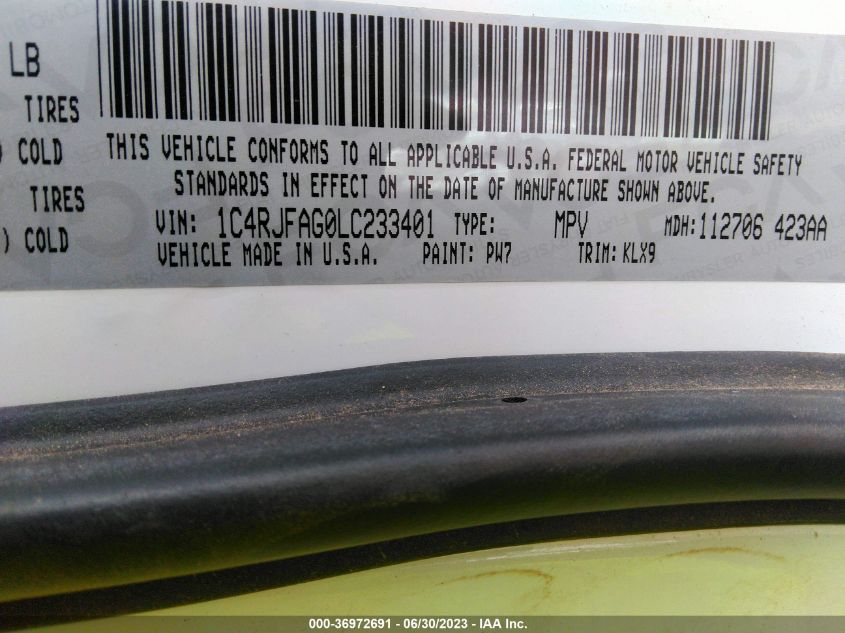 LB
TIRES
) COLD
TIRES
) COLD
THIS VEHICLE CONFORMS TO ALL APPLICABLE U.S.A. FEDERAL MOTOR VEHICLE SAFETY
STANDARDS IN EFFECT ON THE DATE OF MANUFACTURE SHOWN ABOVE.
VIN: 1C4RJFAG0LC233401 TYPE: MPV MDH:112706 423AA
VEHICLE MADE IN U.S.A. PAINT: PW7 TRIM: KLX9
000-36972691 - 06/30/2023 - IAA Inc.